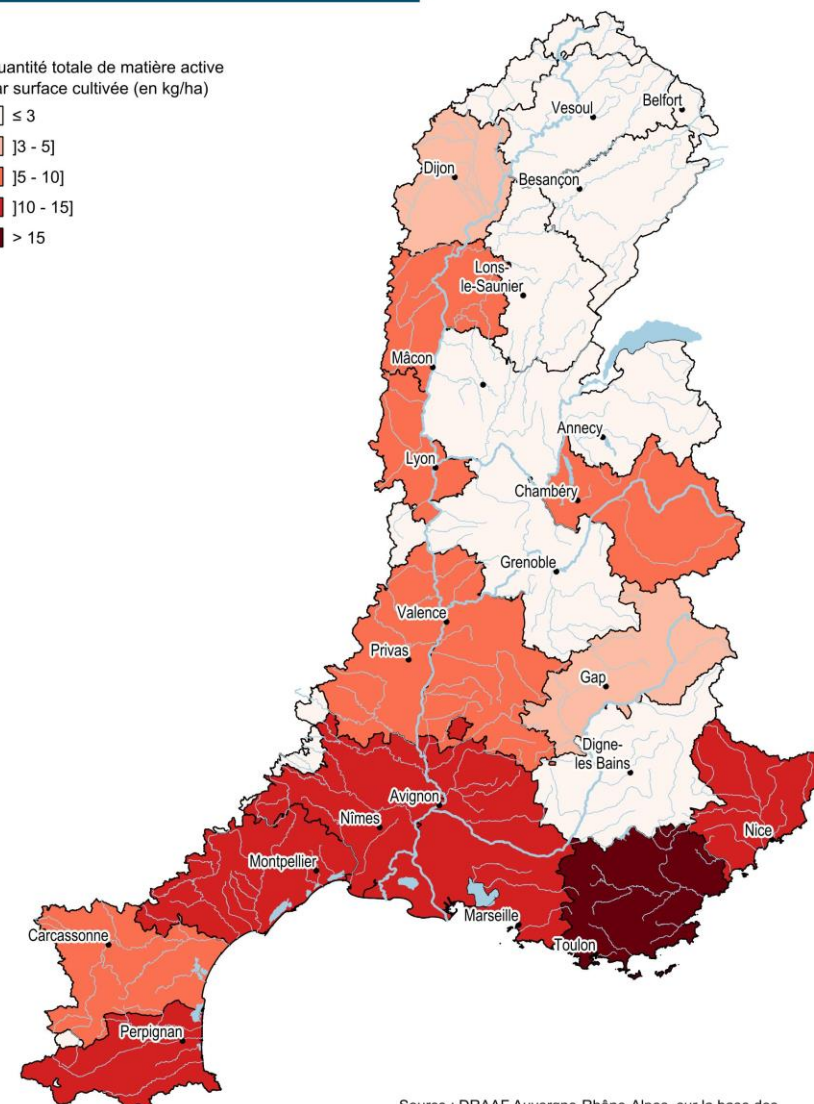 uantité totale de matière active
ar surface cultivée (en kg/ha)
≤ 3
]3 - 5]
]5 - 10]
]10 - 15]
> 15
Vesoul
Belfort
Dijon
Besançon
Lons-
le-Saunier
Mâcon
Annecy
Lyon
Chambéry
Grenoble
Valence
Privas
Gap
Digne-
les Bains
Avignon
Nîmes
Nice
Montpellier
Marseille
Carcassonne
Toulon
Perpignan
Source : DRAAF Auvergne-Rhône-Alpes, sur la base des